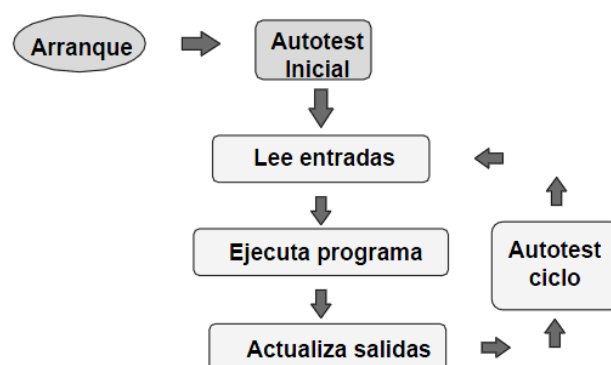 Arranque
Autotest
Inicial
Lee entradas
Ejecuta programa
Autotest
ciclo
Actualiza salidas